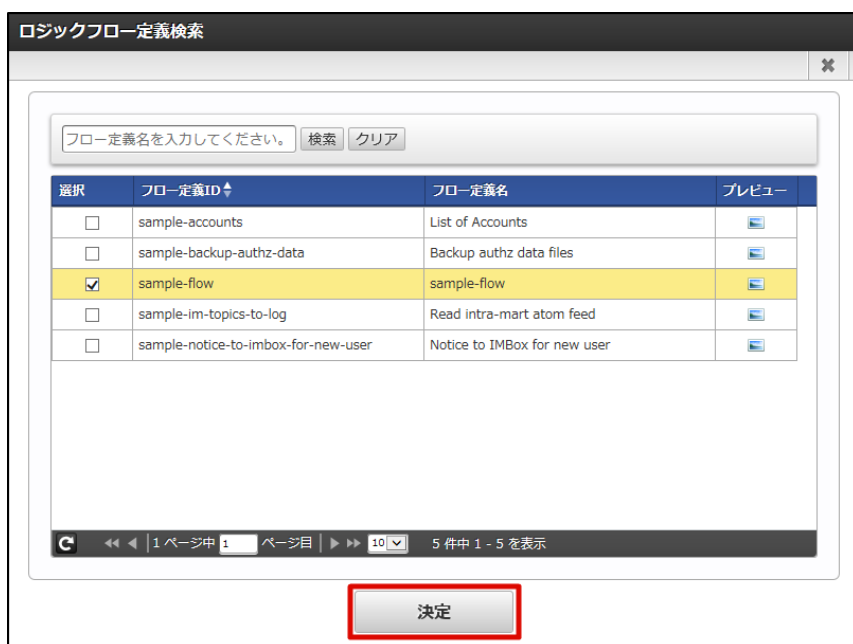 ロジックフロー定義検索
フロー定義名を入力してください。 検索 クリア
選択 フロー定義ID フロー定義名 プレビュー
sample-accounts List of Accounts
sample-backup-authz-data Backup authz data files
sample-flow sample-flow
sample-im-topics-to-log Read intra-mart atom feed
sample-notice-to-imbox-for-new-user Notice to IMBox for new user
1 ページ中 1 ページ目 10 5 件中 1 - 5 を表示
決定